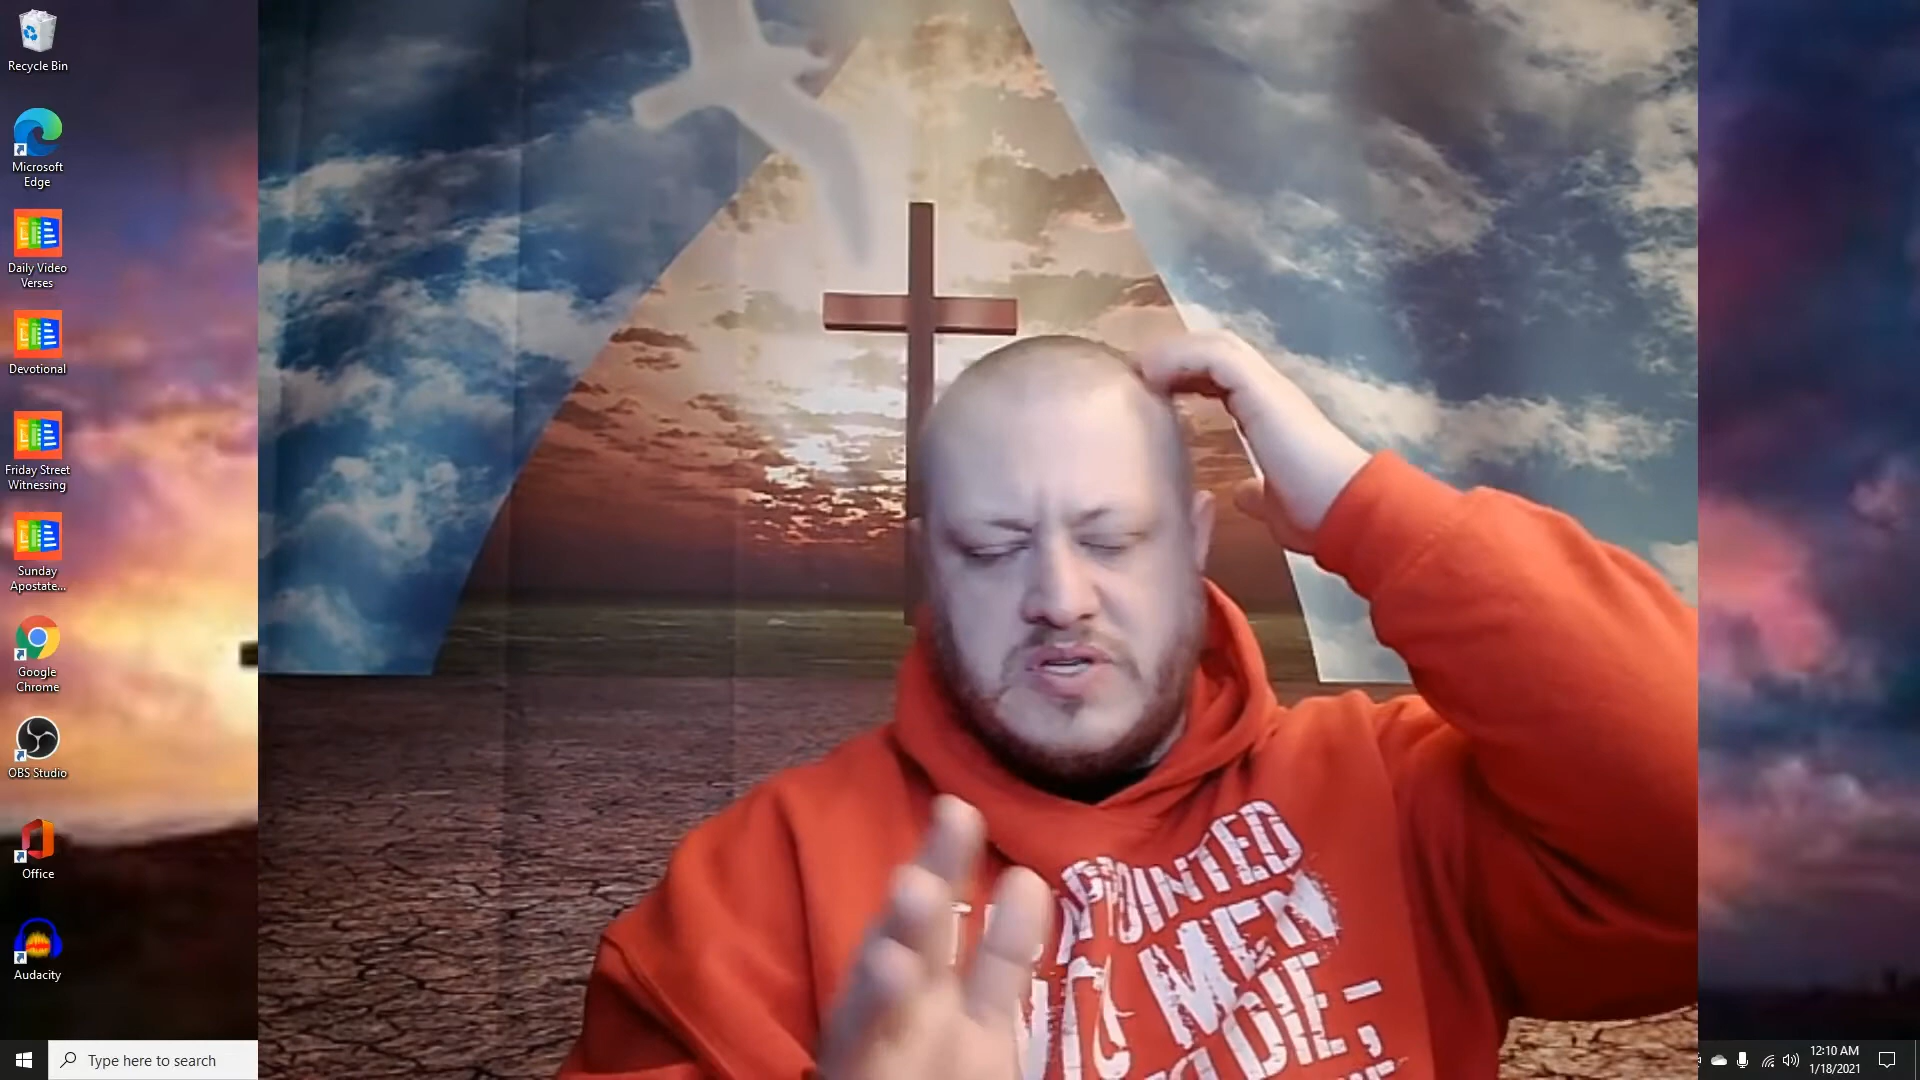 Recycle Bin
Microsoft
Edge
Daily Video
Verses
Devotional
Friday Street
Witnessing
Sunday
Apostate...
Google
Chrome
OBS Studio
Office
Audacity
Type here to search
APPOINTED
MEN
DIE,-
12:10 AM
1/18/2021